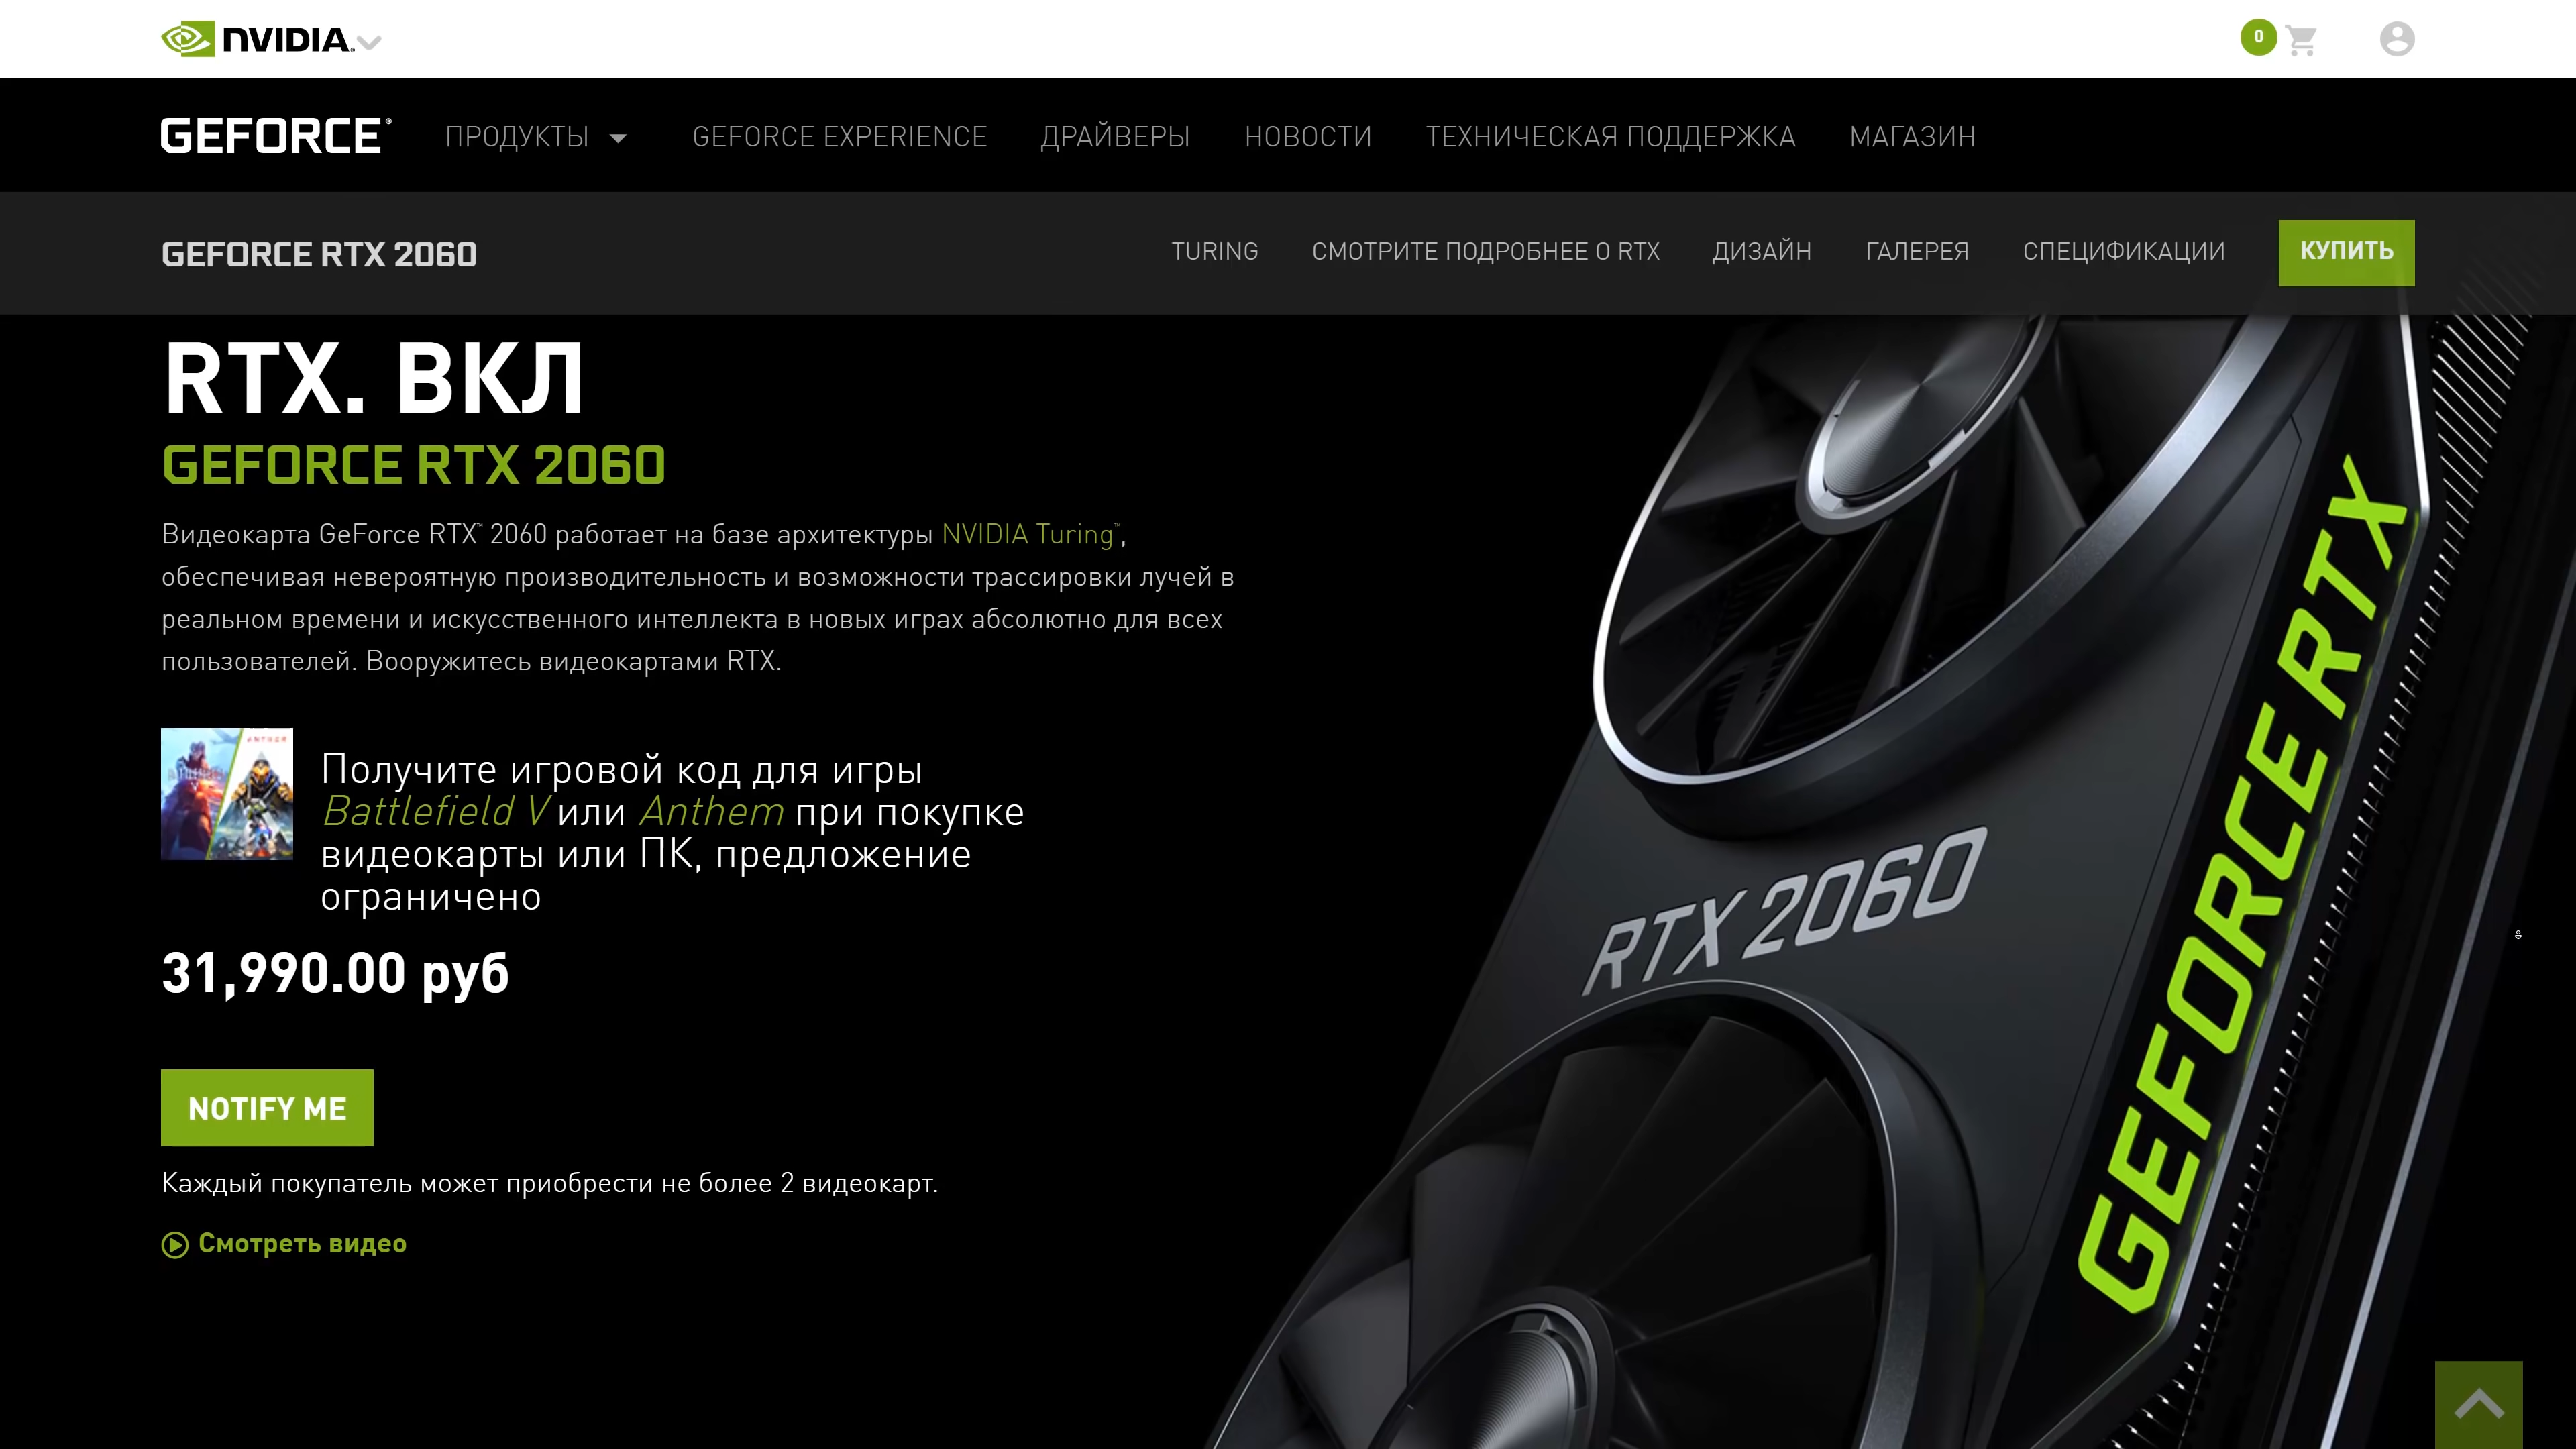 NVIDIA.
0
GEFORCE®
ПРОДУКТЫ
GEFORCE EXPERIENCE
ДРАЙВЕРЫ
НОВОСТИ
ТЕХНИЧЕСКАЯ ПОДДЕРЖКА
МАГАЗИН
GEFORCE RTX 2060
TURING
СМОТРИТЕ ПОДРОБНЕЕ О RTX
ДИЗАЙН
ГАЛЕРЕЯ
СПЕЦИФИКАЦИИ
КУПИТЬ
RTX. ВКЛ
GEFORCE RTX 2060
Видеокарта GeForce RTX™ 2060 работает на базе архитектуры NVIDIA Turing™,
обеспечивая невероятную производительность и возможности трассировки лучей в
реальном времени и искусственного интеллекта в новых играх абсолютно для всех
пользователей. Вооружитесь видеокартами RTX.
ANTHEM
Получите игровой код для игры
Battlefield V или Anthem при покупке
видеокарты или ПК, предложение
ограничено
31,990.00 руб
NOTIFY ME
Каждый покупатель может приобрести не более 2 видеокарт.
Смотреть видео
RTX 2060
GEFORCE RTX